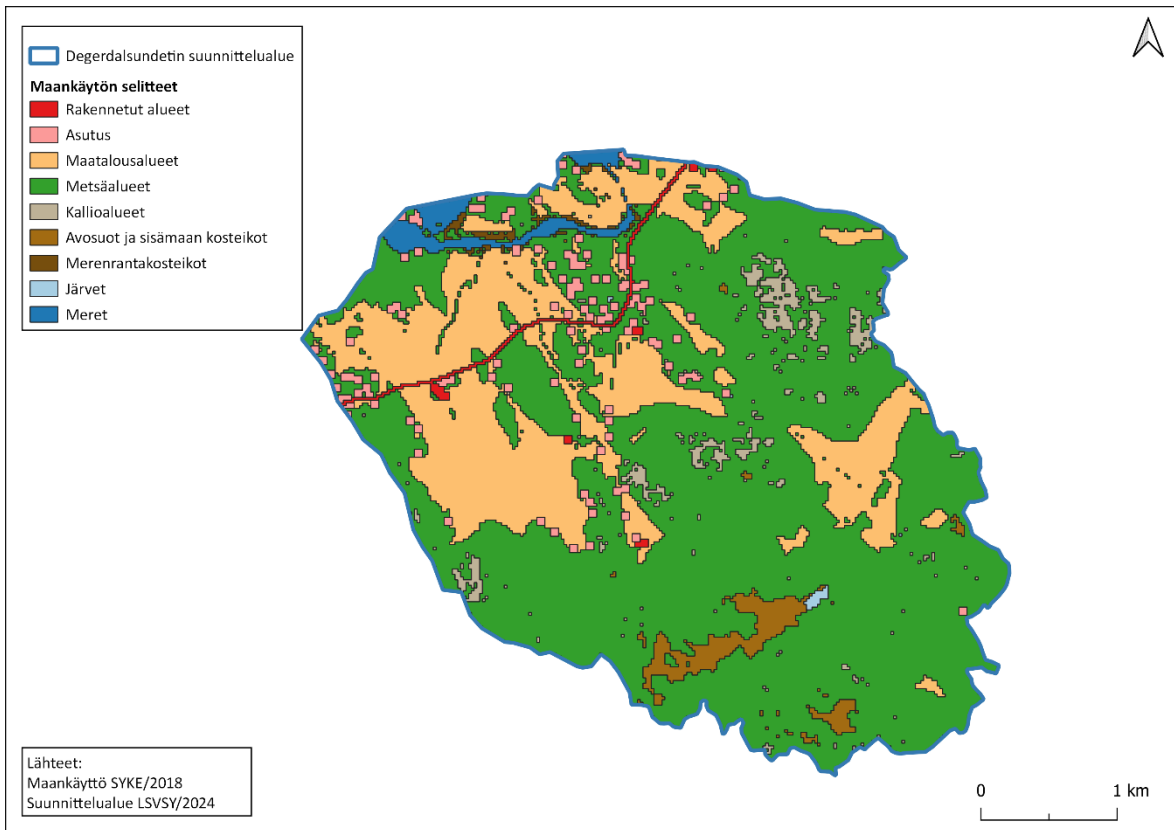 Degerdalsundetin suunnittelualue
Maankäytön selitteet
Rakennetut alueet
Asutus
Maatalousalueet
Metsäalueet
Kallioalueet
Avosuot ja sisämaan kosteikot
Merenrantakosteikot
Järvet
Meret
Lähteet:
Maankäyttö SYKE/2018
Suunnittelualue LSVSY/2024
0 1 km